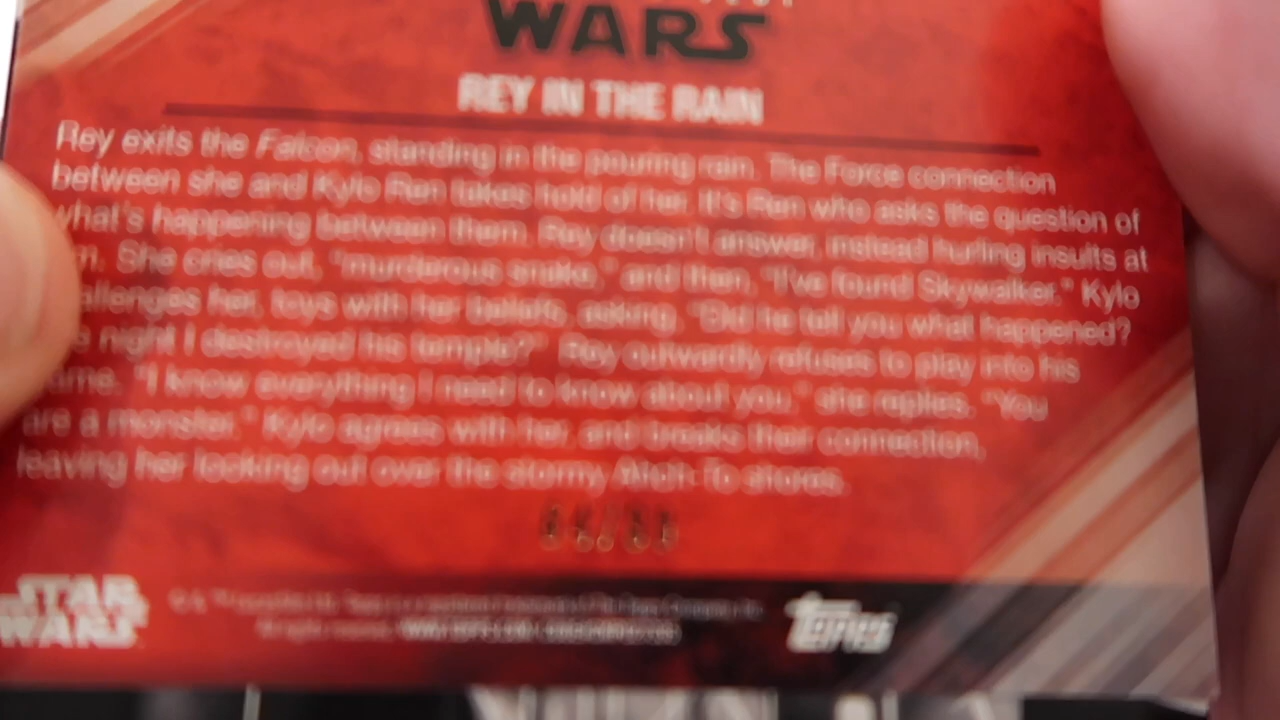 WARS
REY IN THE RAIN
Rey exits the Falcon, standing in the pouring rain. The Force connection
between she and Kylo Ren takes hold of her. It's Ren who asks the question of
what's happening between them. Rey doesn't answer, instead hurling insults at
m. She cries out, "murderous snake," and then, "I've found Skywalker." Kylo
allenges her, toys with her beliefs, asking, "Did he tell you what happened?
e night I destroyed his temple?" Rey outwardly refuses to play into his
ame. "I know everything I need to know about you," she replies. "You
are a monster." Kylo agrees with her, and breaks their connection,
leaving her looking out over the stormy Ahch-To shores.
STAR
WARS
All rights reserved.
Topps